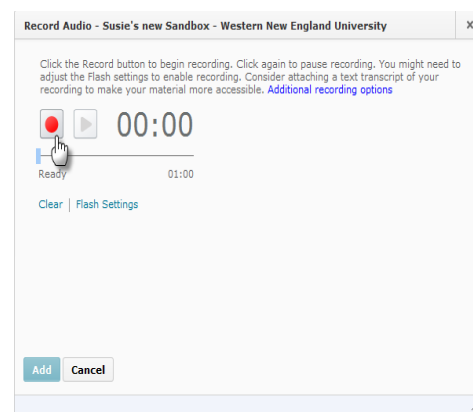 Record Audio - Susie's new Sandbox - Western New England University x
Click the Record button to begin recording. Click again to pause recording. You might need to
adjust the Flash settings to enable recording. Consider attaching a text transcript of your
recording to make your material more accessible. Additional recording options
00:00
Ready 01:00
Clear | Flash Settings
Add Cancel